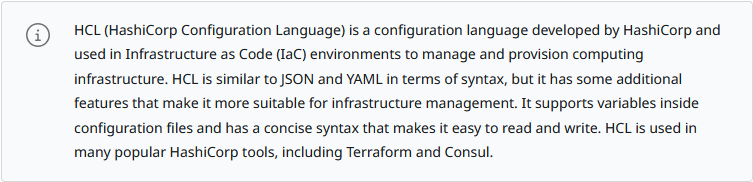 HCL (HashiCorp Configuration Language) is a configuration language developed by HashiCorp and
used in Infrastructure as Code (IaC) environments to manage and provision computing
infrastructure. HCL is similar to JSON and YAML in terms of syntax, but it has some additional
features that make it more suitable for infrastructure management. It supports variables inside
configuration files and has a concise syntax that makes it easy to read and write. HCL is used in
many popular HashiCorp tools, including Terraform and Consul.